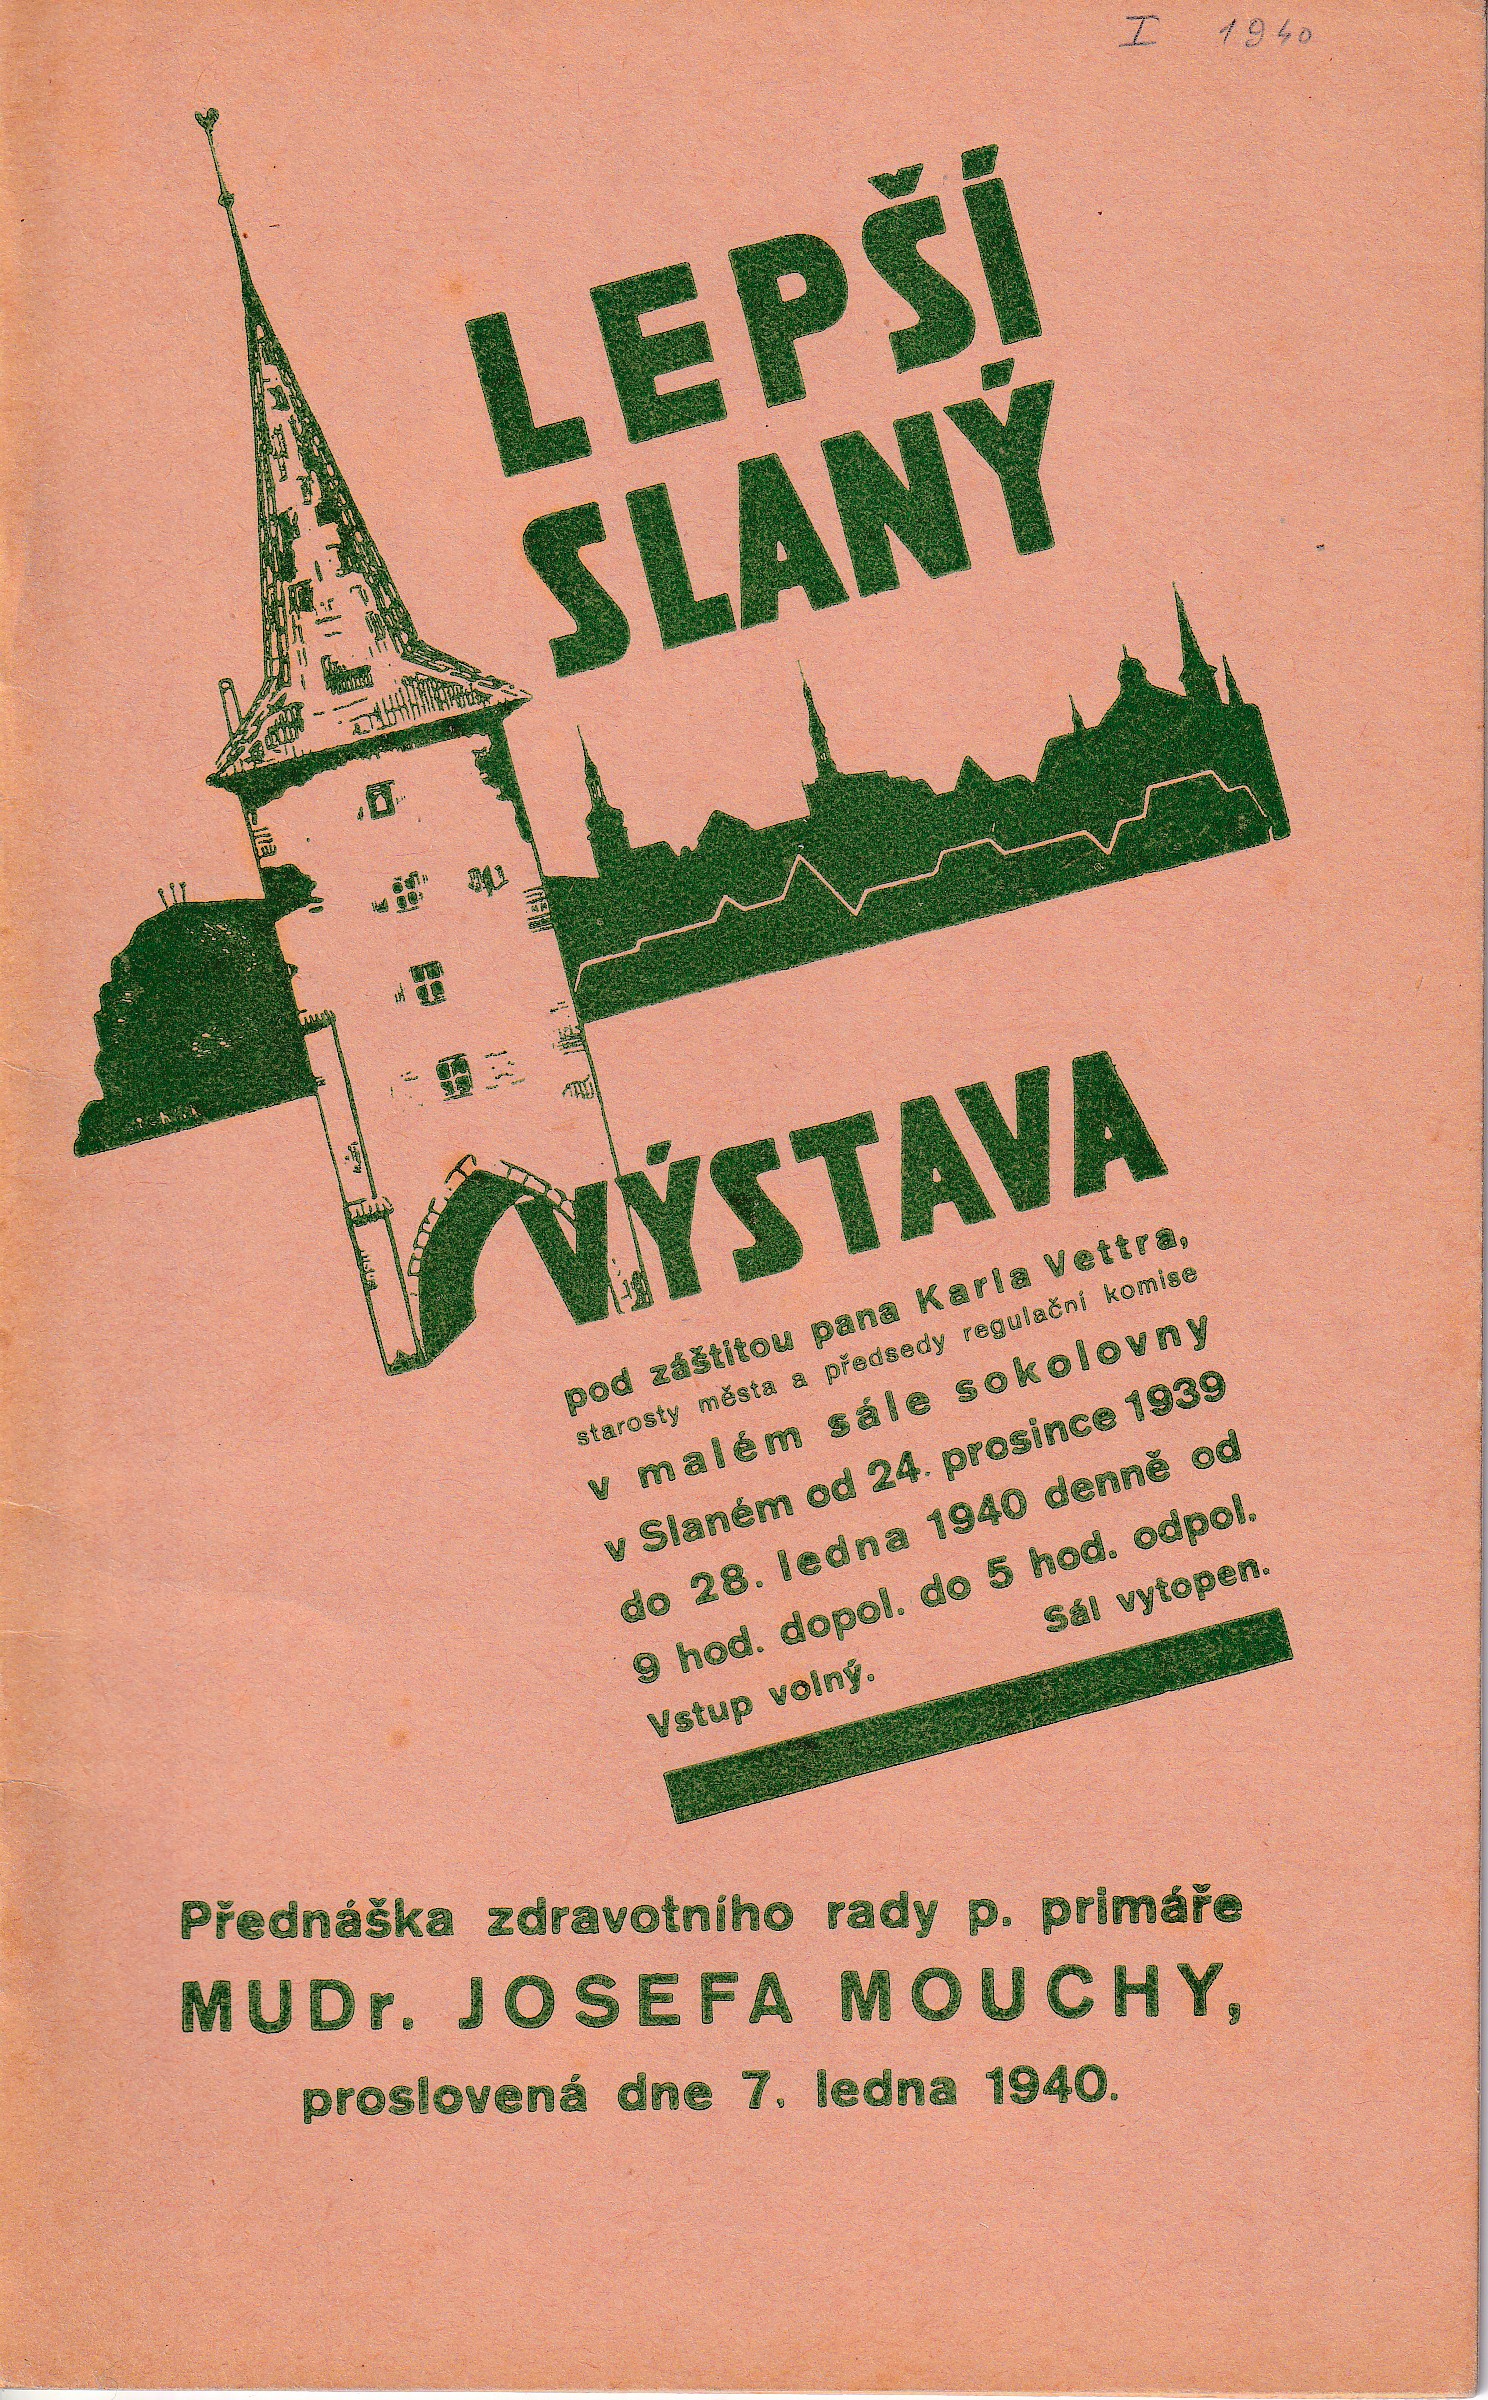 I 1940
LEPŠÍ
SLANÝ
VÝSTAVA
pod záštitou pana Karla Vettra,
starosty města a předsedy regulační komise
v malém sále sokolovny
v Slaném od 24. prosince 1939
do 28. ledna 1940 denně od
9 hod. dopol. do 5 hod. odpol.
Vstup volný. Sál vytopen.
Přednáška zdravotního rady p. primáře
MUDr. JOSEFA MOUCHY,
proslovená dne 7. ledna 1940.